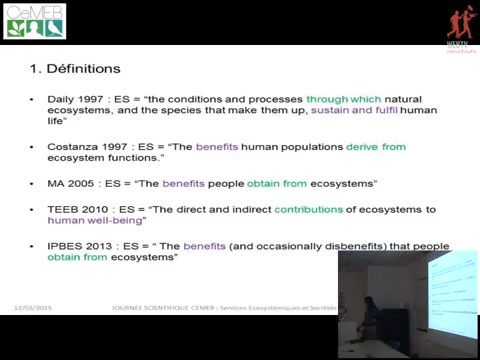 CeMEB
WEBTV
1. Définitions
• Daily 1997 : ES = “the conditions and processes through which natural
ecosystems, and the species that make them up, sustain and fulfil human
life”
• Costanza 1997 : ES = “The benefits human populations derive from
ecosystem functions.”
• MA 2005 : ES = “The benefits people obtain from ecosystems”
• TEEB 2010 : ES = “The direct and indirect contributions of ecosystems to
human well-being”
• IPBES 2013 : ES = “ The benefits (and occasionally disbenefits) that people
obtain from ecosystems”
12/03/2015
JOURNEE SCIENTIFIQUE CEMEB : Services Ecosystémiques et Sociétés